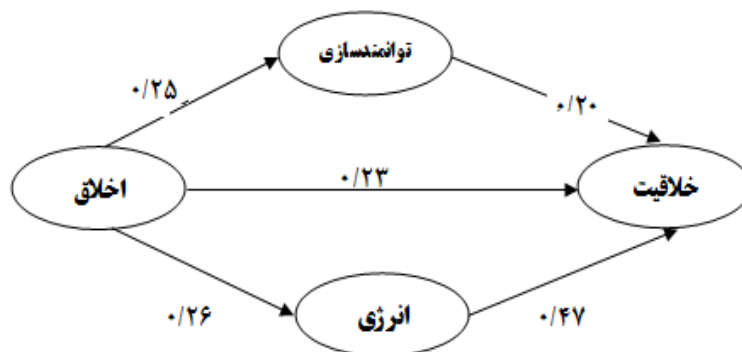 توانمندسازی
۰/۲۵
۰/۲۰
اخلاق
۰/۲۳
خلاقیت
۰/۲۶
انرژی
۰/۴۷